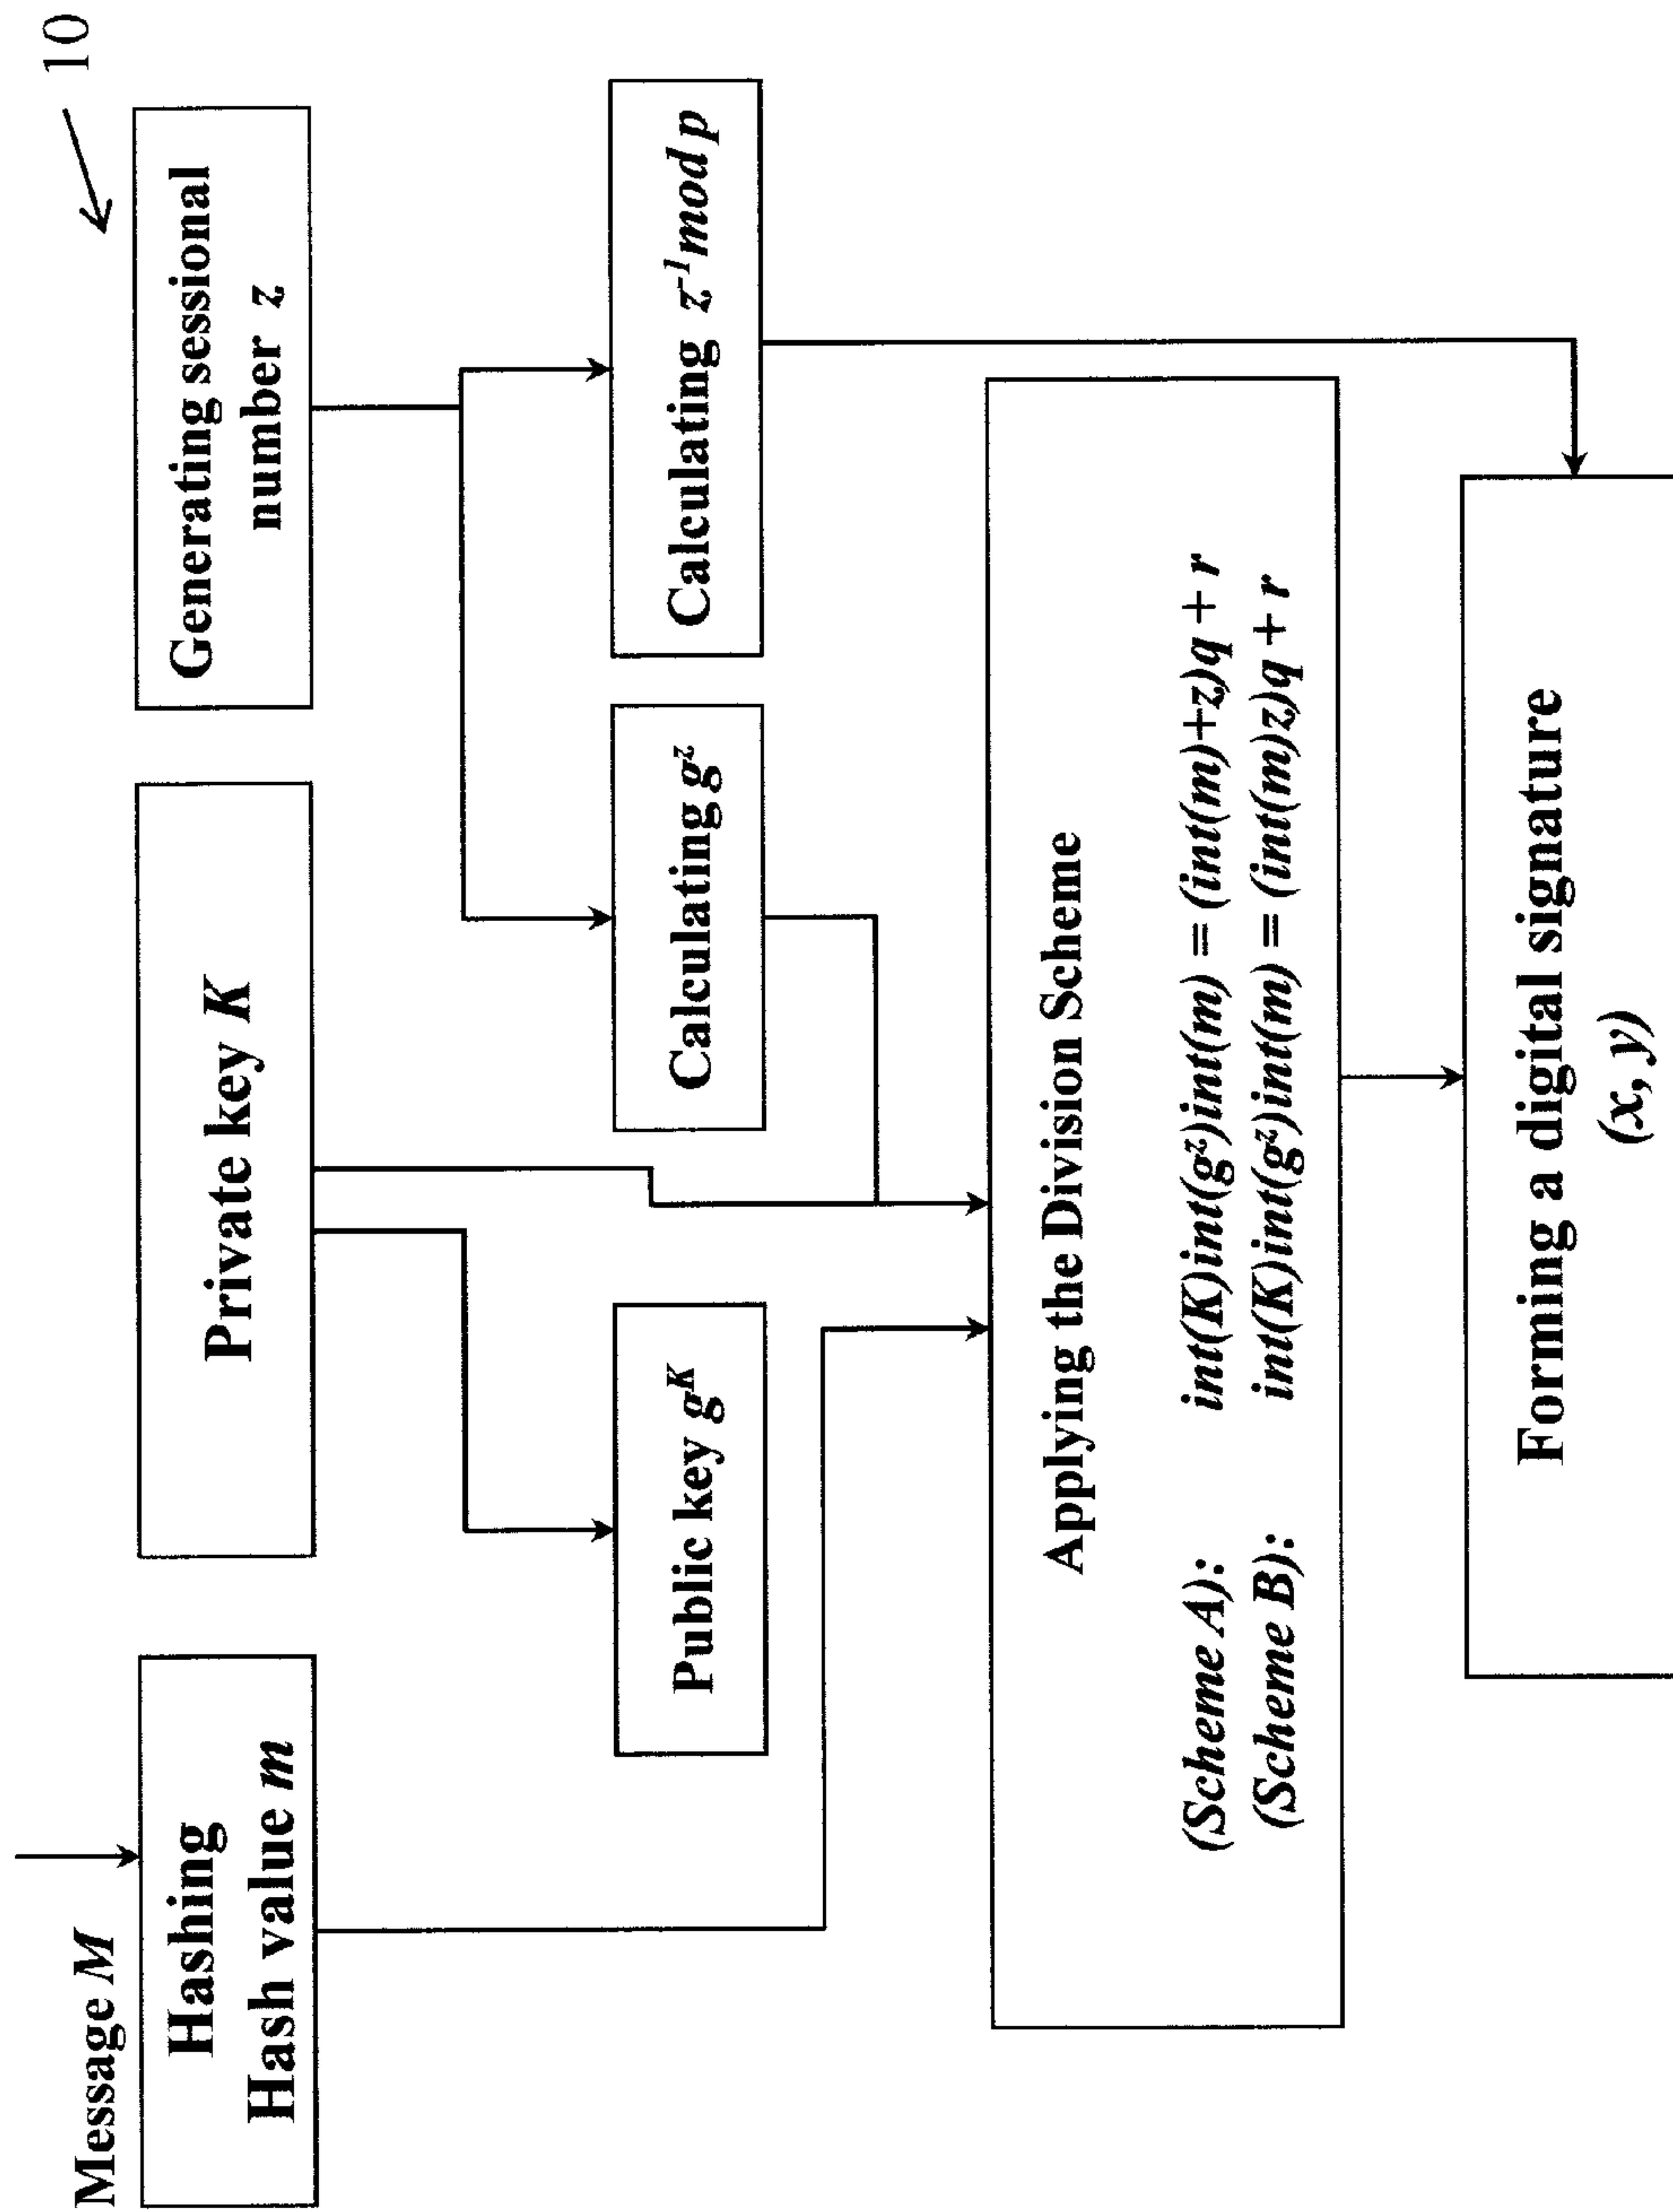 10
Message M
Hashing
Hash value m
Private key K
Generating sessional
number z
Public key g^K
Calculating g^z
Calculating z^-1 mod p
Applying the Division Scheme
(Scheme A): int(K)int(g^z)int(m) = (int(m)+z)q + r
(Scheme B): int(K)int(g^z)int(m) = (int(m)z)q + r
Forming a digital signature
(x, y)